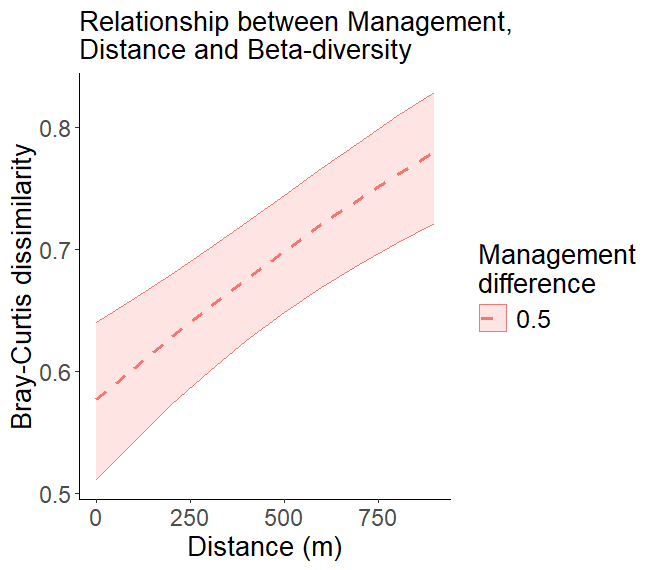 Relationship between Management,
Distance and Beta-diversity
Bray-Curtis dissimilarity
0.8
0.7
0.6
0.5
0
250
500
750
Distance (m)
Management
difference
0.5